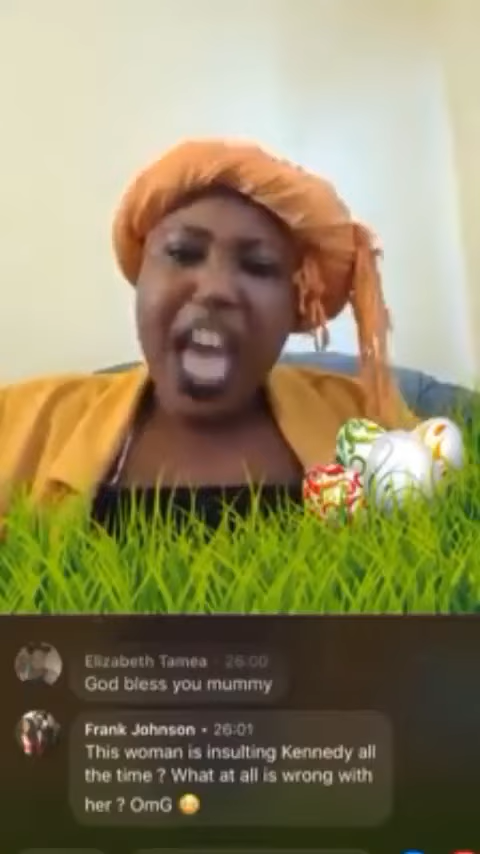 Elizabeth Tamea · 26:00
God bless you mummy
Frank Johnson • 26:01
This woman is insulting Kennedy all
the time ? What at all is wrong with
her ? OmG 😳